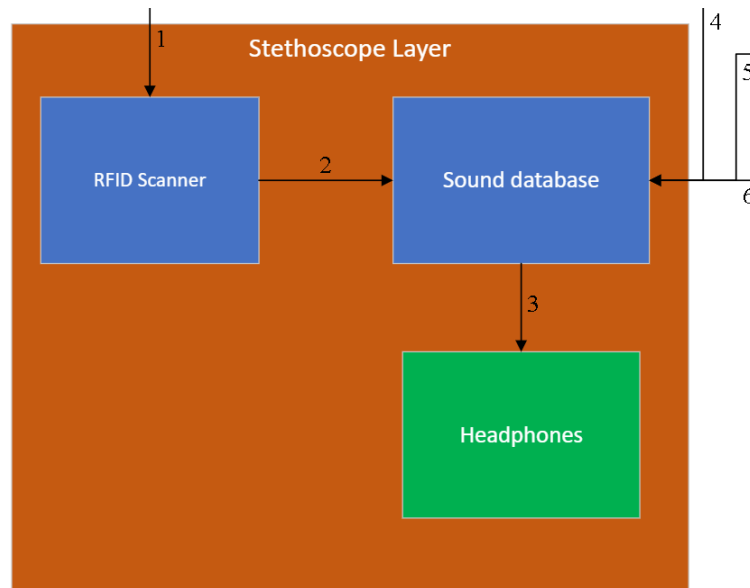 1
4
Stethoscope Layer
5
RFID Scanner
2
Sound database
6
3
Headphones